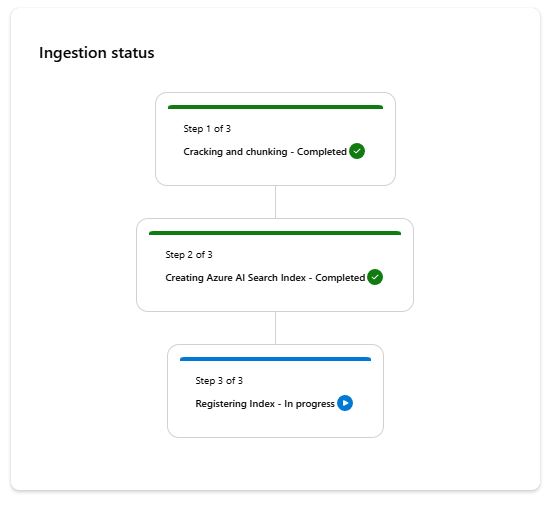 Ingestion status
Step 1 of 3
Cracking and chunking - Completed
Step 2 of 3
Creating Azure AI Search Index - Completed
Step 3 of 3
Registering Index - In progress